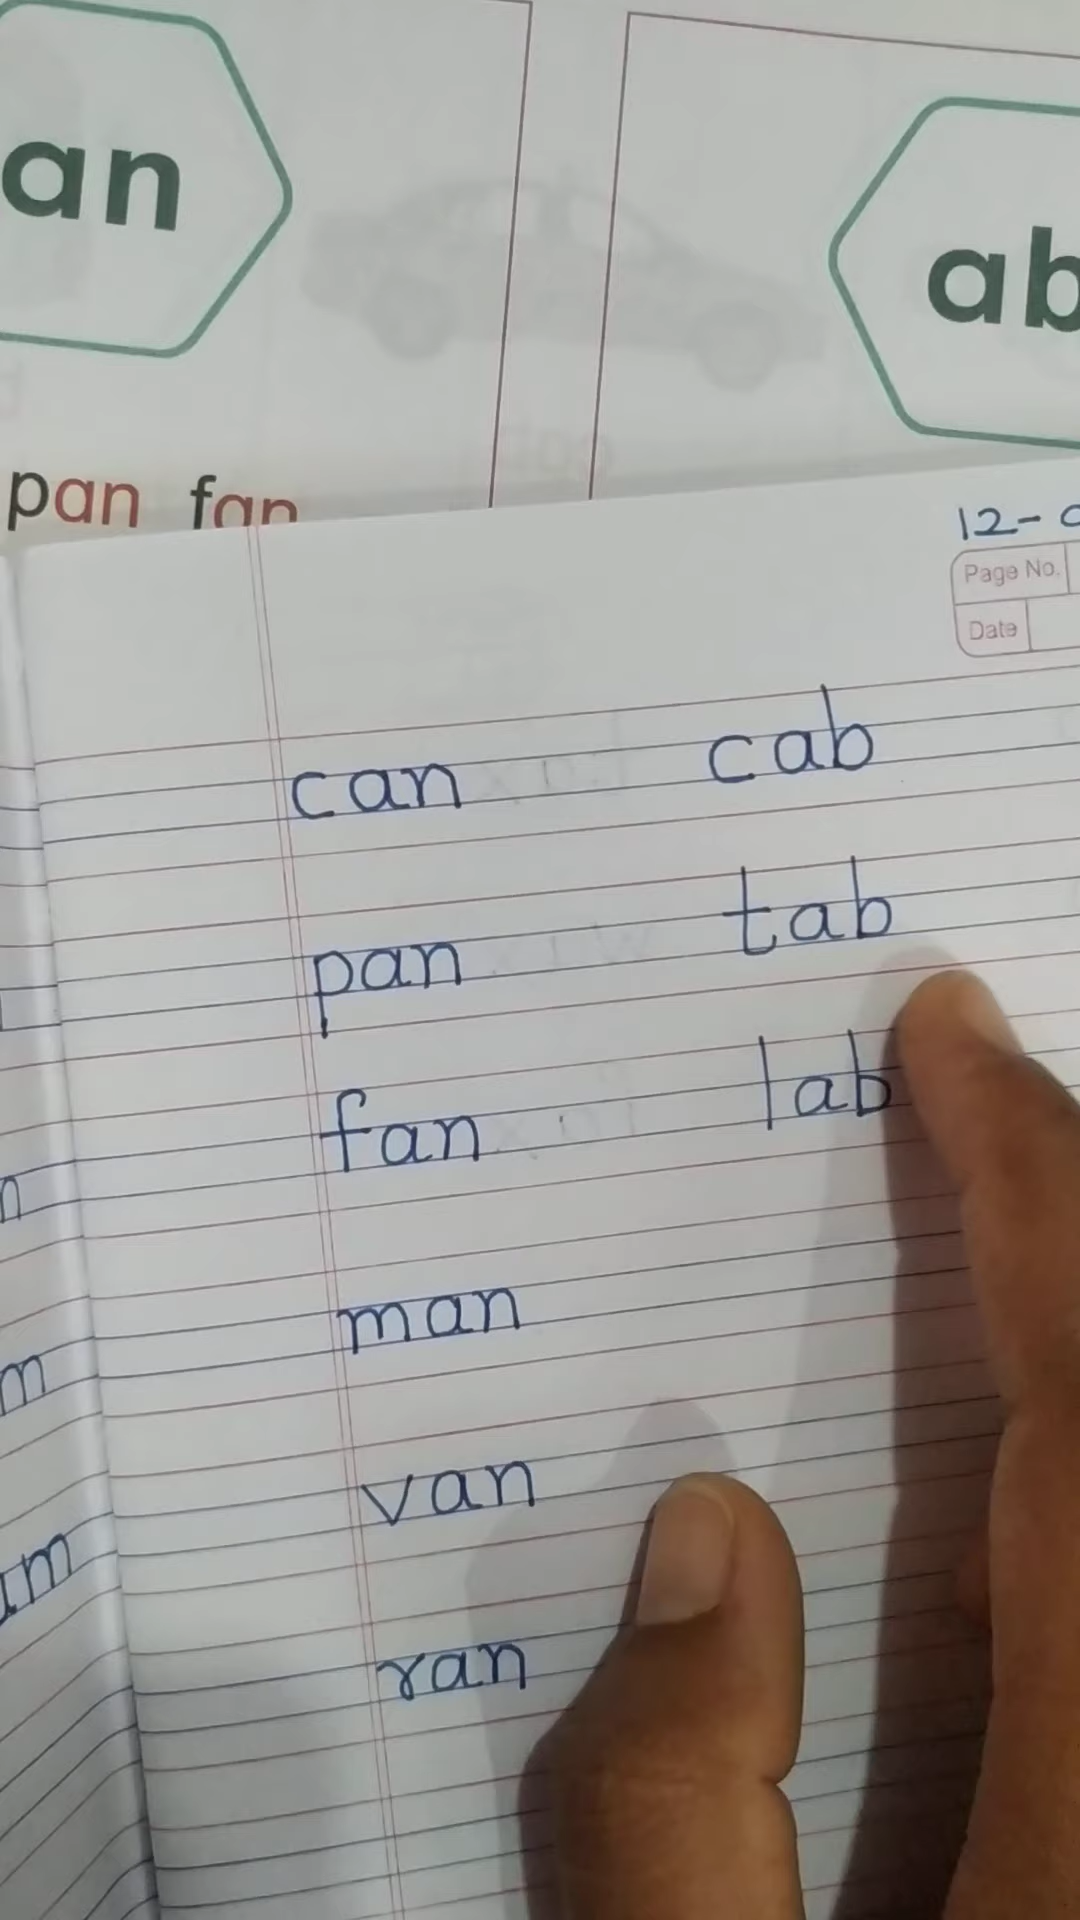 an ab
pan fan
12-
Page No.
Date
can cab
pan tab
fan lab
man
van
ran